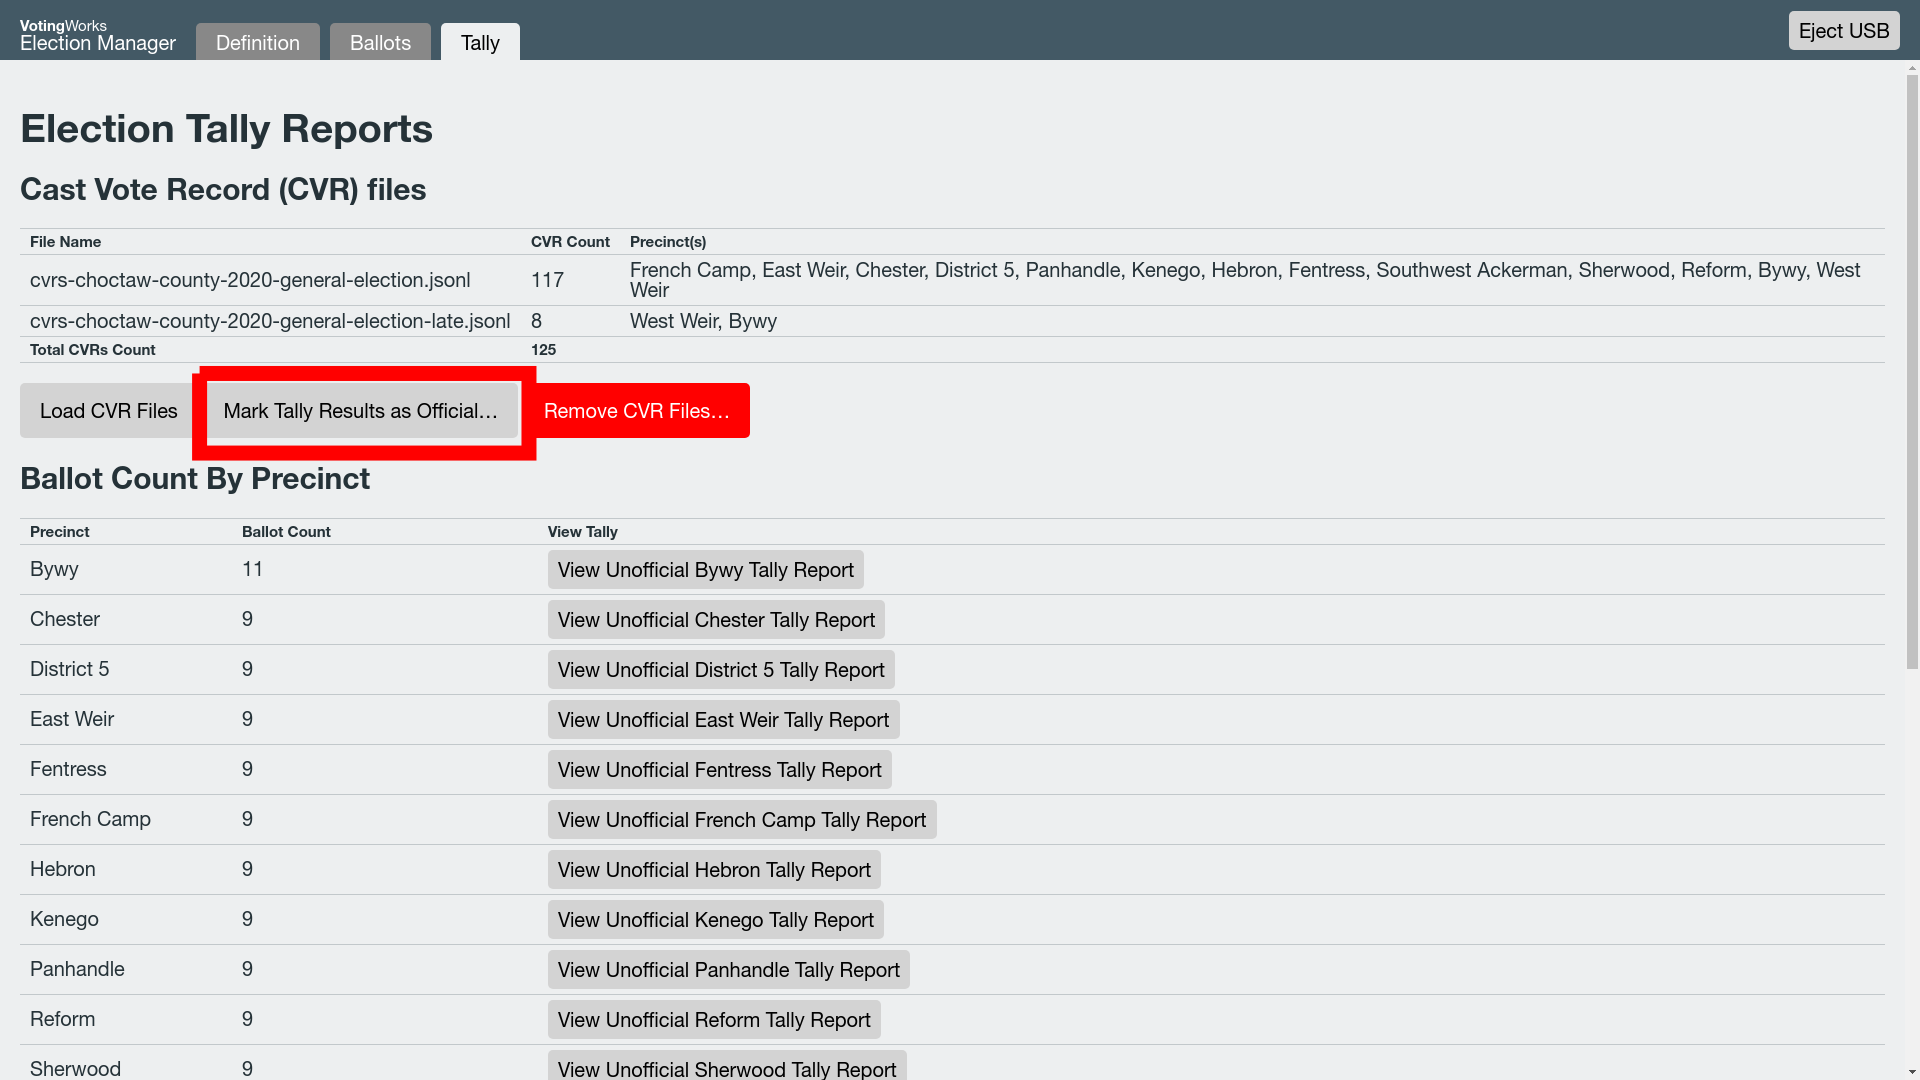 VotingWorks
Election Manager
Definition
Ballots
Tally
Eject USB
Election Tally Reports
Cast Vote Record (CVR) files
File Name CVR Count Precinct(s)
cvrs-choctaw-county-2020-general-election.jsonl 117 French Camp, East Weir, Chester, District 5, Panhandle, Kenego, Hebron, Fentress, Southwest Ackerman, Sherwood, Reform, Bywy, West
Weir
cvrs-choctaw-county-2020-general-election-late.jsonl 8 West Weir, Bywy
Total CVRs Count 125
Load CVR Files
Mark Tally Results as Official…
Remove CVR Files…
Ballot Count By Precinct
Precinct Ballot Count View Tally
Bywy 11 View Unofficial Bywy Tally Report
Chester 9 View Unofficial Chester Tally Report
District 5 9 View Unofficial District 5 Tally Report
East Weir 9 View Unofficial East Weir Tally Report
Fentress 9 View Unofficial Fentress Tally Report
French Camp 9 View Unofficial French Camp Tally Report
Hebron 9 View Unofficial Hebron Tally Report
Kenego 9 View Unofficial Kenego Tally Report
Panhandle 9 View Unofficial Panhandle Tally Report
Reform 9 View Unofficial Reform Tally Report
Sherwood 9 View Unofficial Sherwood Tally Report